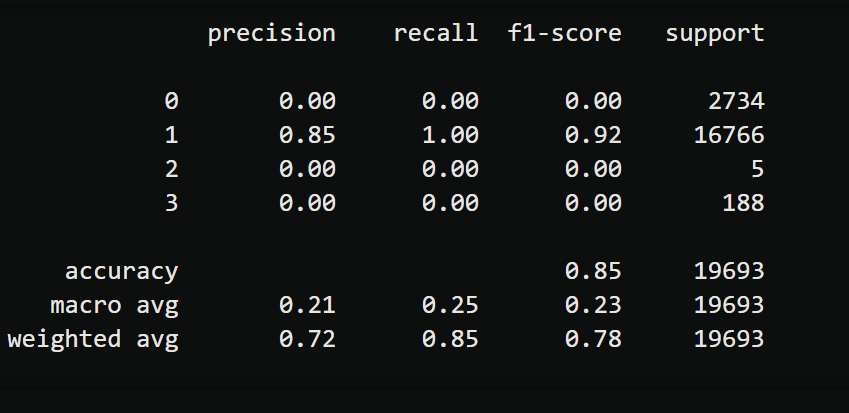 precision recall f1-score support
0 0.00 0.00 0.00 2734
1 0.85 1.00 0.92 16766
2 0.00 0.00 0.00 5
3 0.00 0.00 0.00 188
accuracy 0.85 19693
macro avg 0.21 0.25 0.23 19693
weighted avg 0.72 0.85 0.78 19693